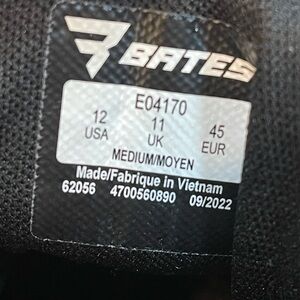 BATES
E04170
12 11 45
USA UK EUR
MEDIUM/MOYEN
Made/Fabrique in Vietnam
62056 4700560890 09/2022